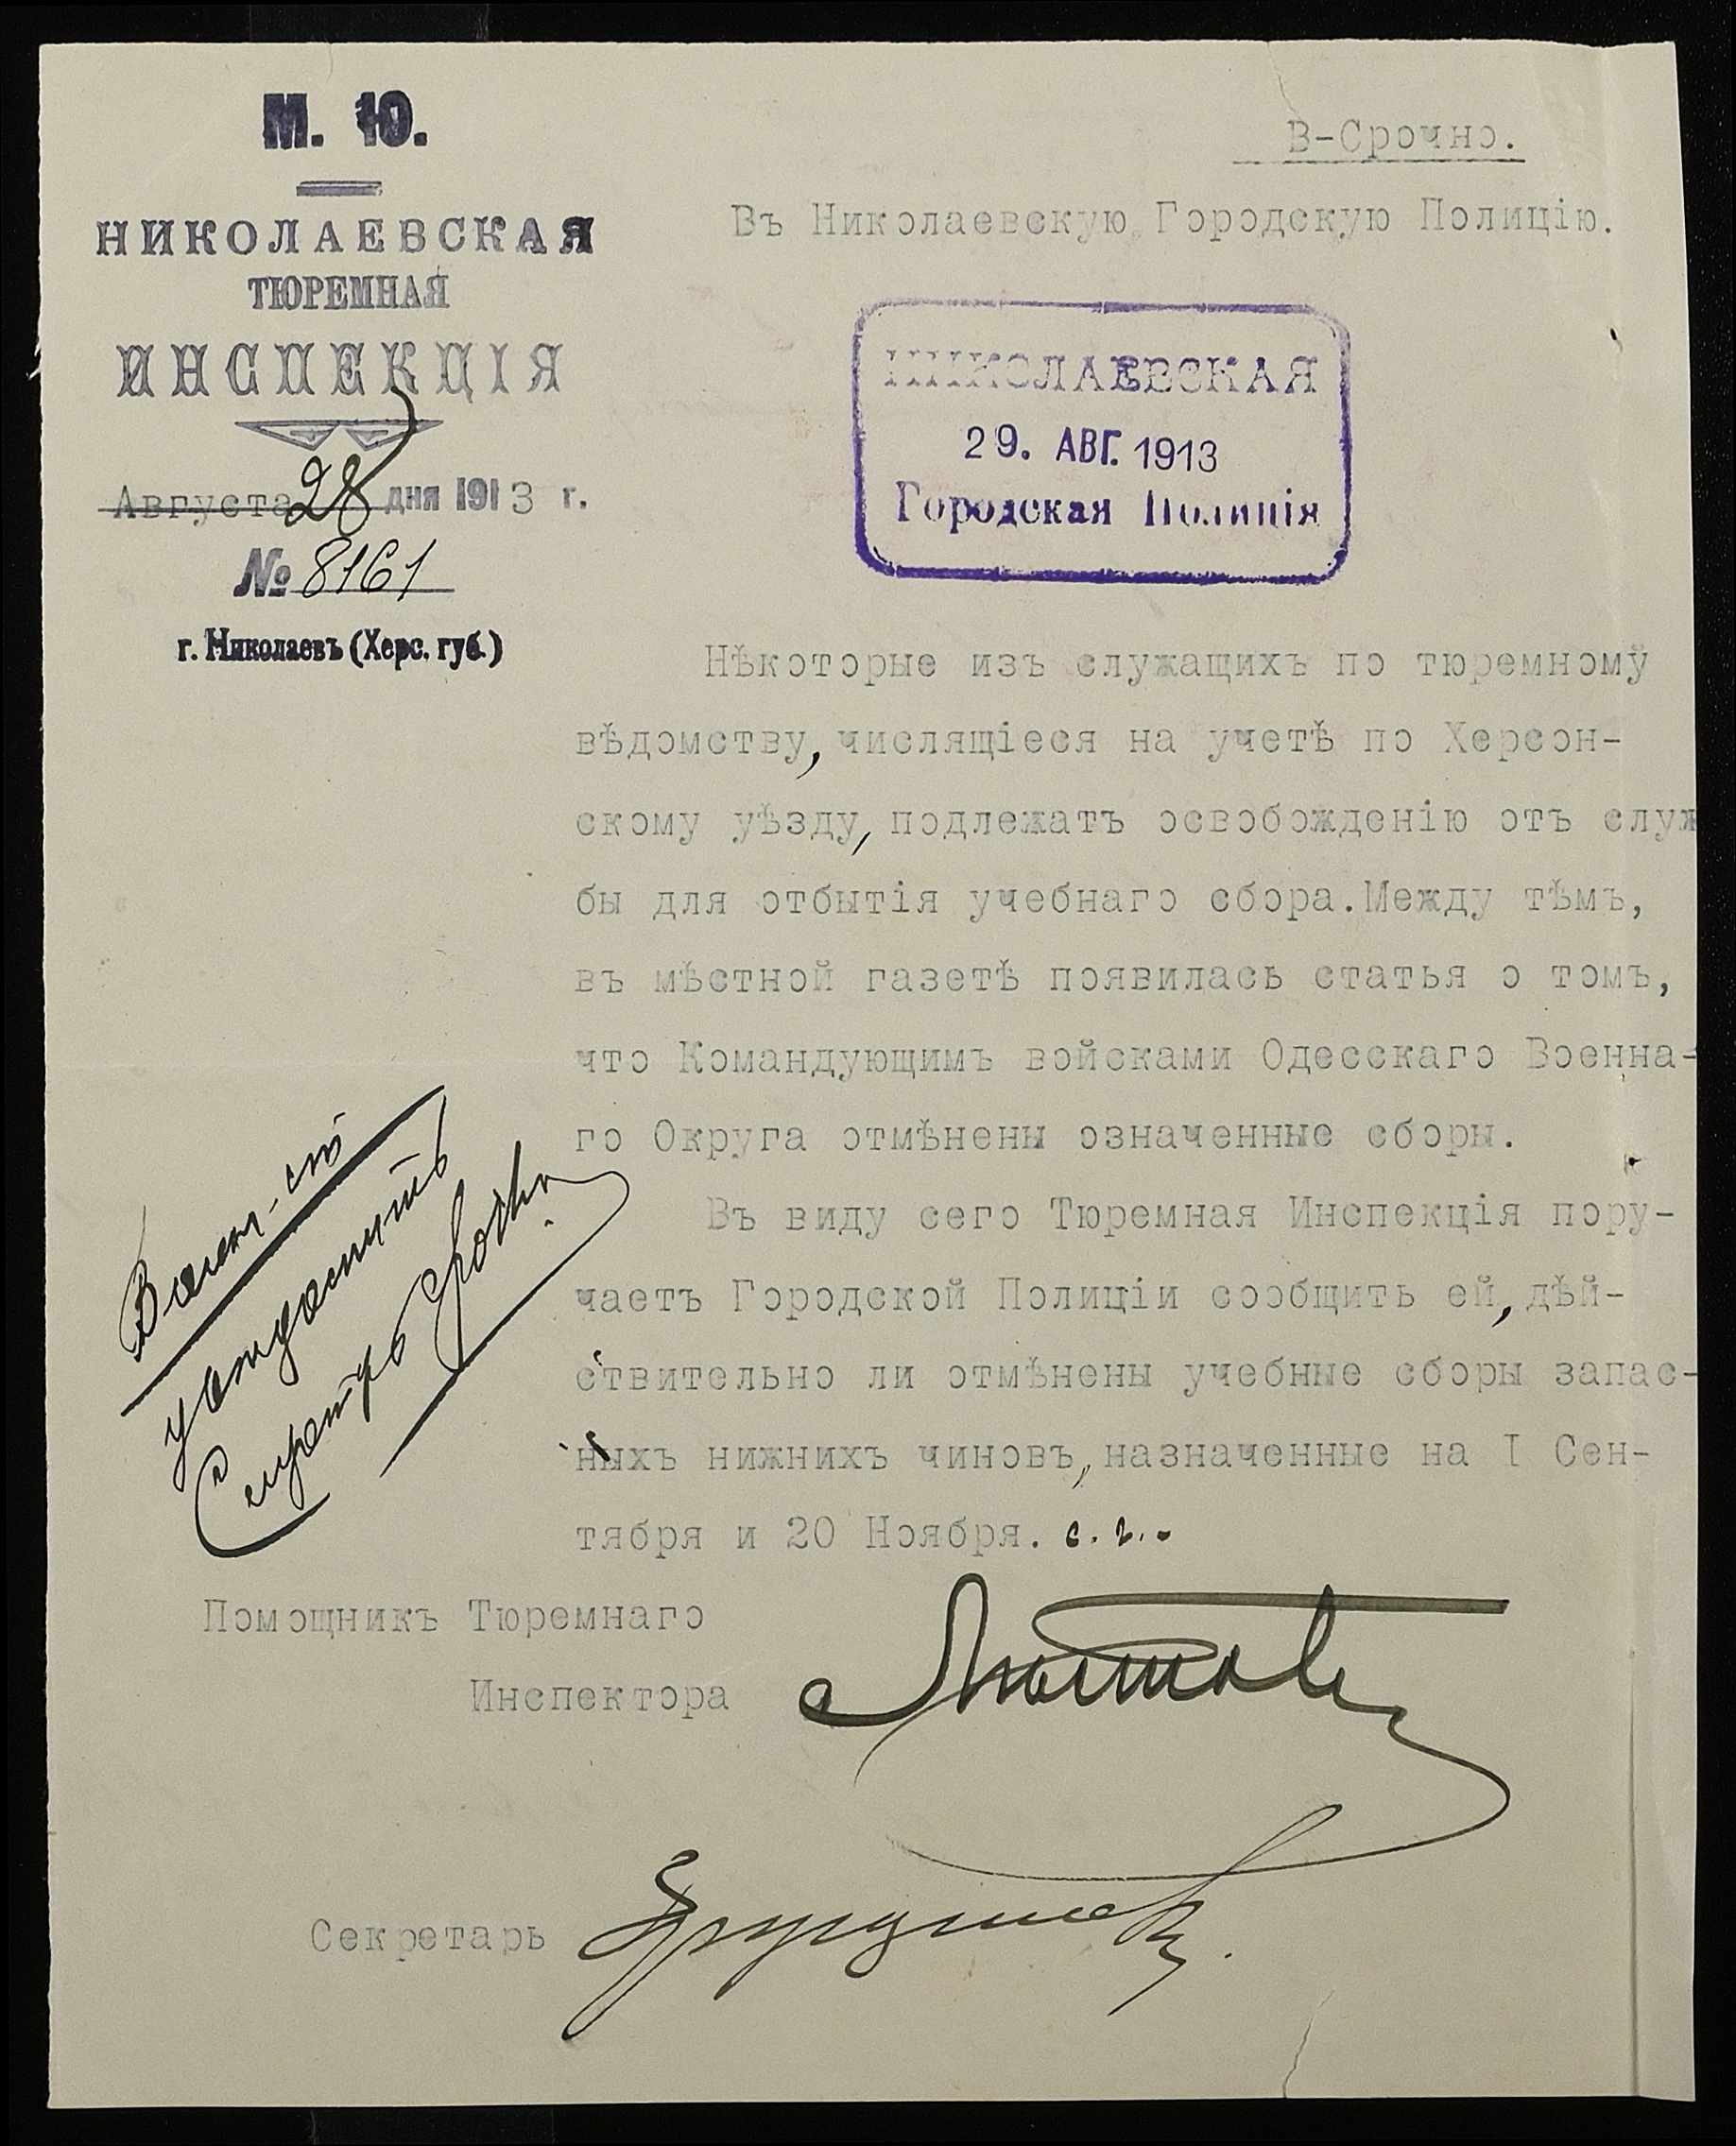 М. Ю.
НИКОЛАЕВСКАЯ
ТЮРЕМНАЯ
ИНСПЕКЦІЯ
Августа 28 дня 1913 г.
№ 8161
г. Николаевъ (Херс. губ.)
В-Срочно.
Въ Николаевскую Городскую Полицію.
НИКОЛАЕВСКАЯ
29. АВГ. 1913
Городская Полиція
Нѣкоторые изъ служащихъ по тюремному
вѣдомству, числящіеся на учетѣ по Херсон-
скому уѣзду, подлежатъ освобожденію отъ служ
бы для отбытія учебнаго сбора. Между тѣмъ,
въ мѣстной газетѣ появилась статья о томъ,
что Командующимъ войсками Одесскаго Военна-
го Округа отмѣнены означенные сборы.
Въ виду сего Тюремная Инспекція пору-
чаетъ Городской Полиціи сообщить ей, дѣй-
ствительно ли отмѣнены учебные сборы запас-
ныхъ нижнихъ чиновъ, назначенные на I Сен-
тября и 20 Ноября. с. г.
Помощникъ Тюремнаго
Инспектора
Секретарь